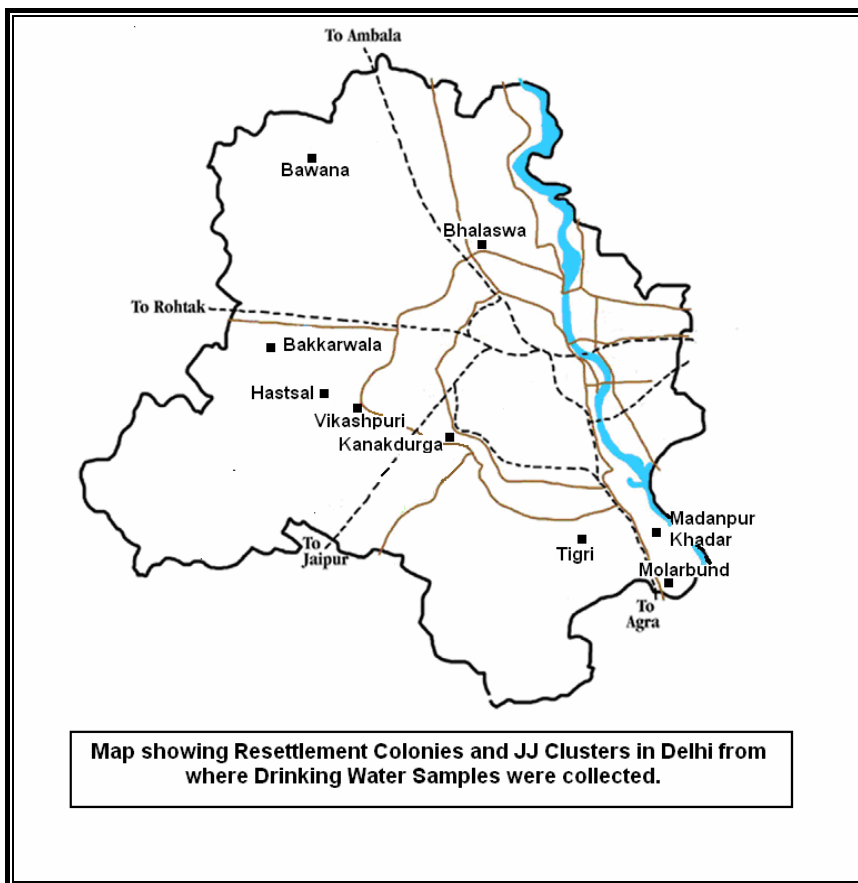 To Ambala
Bawana
Bhalaswa
To Rohtak
Bakkarwala
Hastsal
Vikashpuri
Kanakdurga
Madanpur
Khadar
To
Jaipur
Tigri
Molarbund
To
Agra
Map showing Resettlement Colonies and JJ Clusters in Delhi from
where Drinking Water Samples were collected.